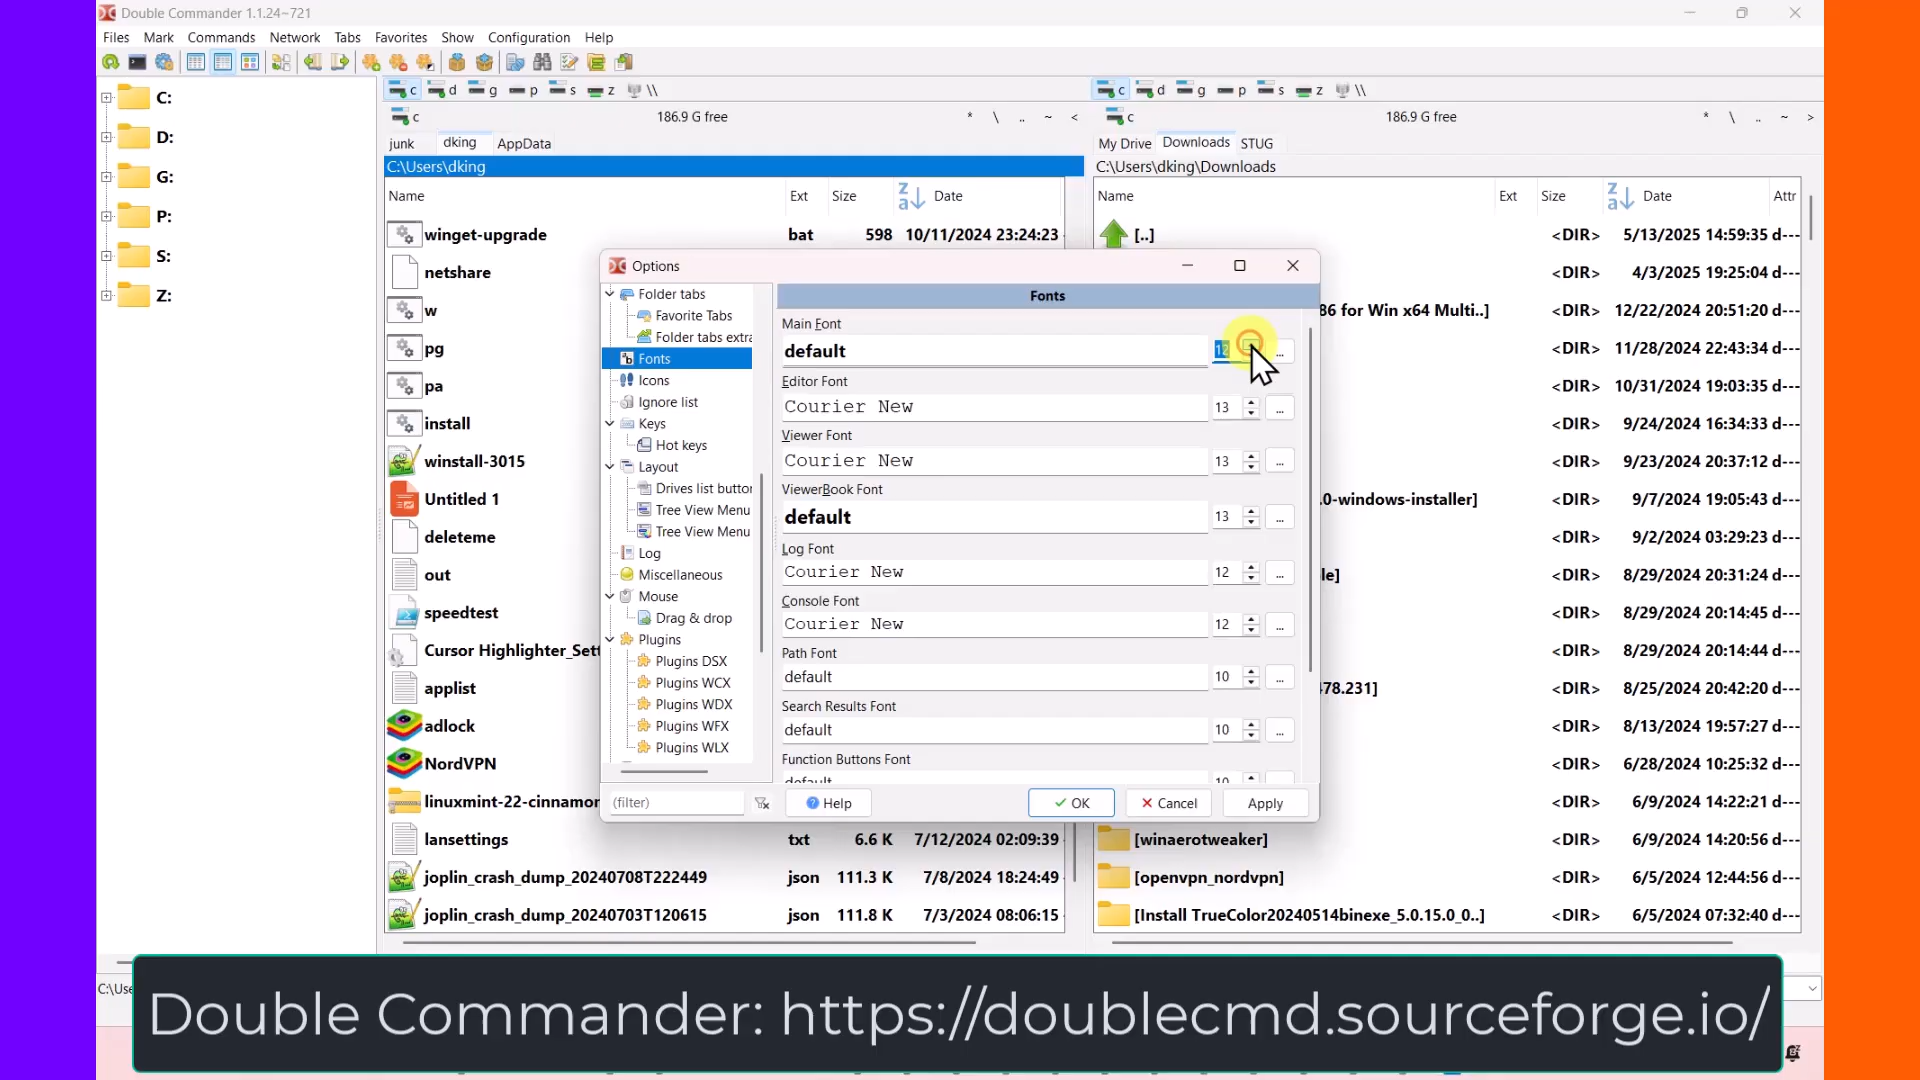 Double Commander 1.1.24~721
Files Mark Commands Network Tabs Favorites Show Configuration Help
c d g p s z \\
c d g p s z \\
c 186.9 G free * \ .. ~ <
c 186.9 G free * \ .. ~ >
junk dking AppData
My Drive Downloads STUG
C:\Users\dking
C:\Users\dking\Downloads
Name Ext Size Date
Name Ext Size Date Attr
C:
D:
G:
P:
S:
Z:
winget-upgrade bat 598 10/11/2024 23:24:23
netshare
w
pg
pa
install
winstall-3015
Untitled 1
deleteme
out
speedtest
Cursor Highlighter_Sett
applist
adlock
NordVPN
linuxmint-22-cinnamon
lansettings txt 6.6 K 7/12/2024 02:09:39
joplin_crash_dump_20240708T222449 json 111.3 K 7/8/2024 18:24:49
joplin_crash_dump_20240703T120615 json 111.8 K 7/3/2024 08:06:15
[..] <DIR> 5/13/2025 14:59:35 d---
<DIR> 4/3/2025 19:25:04 d---
86 for Win x64 Multi..] <DIR> 12/22/2024 20:51:20 d---
<DIR> 11/28/2024 22:43:34 d---
<DIR> 10/31/2024 19:03:35 d---
<DIR> 9/24/2024 16:34:33 d---
<DIR> 9/23/2024 20:37:12 d---
.0-windows-installer] <DIR> 9/7/2024 19:05:43 d---
<DIR> 9/2/2024 03:29:23 d---
le] <DIR> 8/29/2024 20:31:24 d---
<DIR> 8/29/2024 20:14:45 d---
<DIR> 8/29/2024 20:14:44 d---
478.231] <DIR> 8/25/2024 20:42:20 d---
<DIR> 8/13/2024 19:57:27 d---
<DIR> 6/28/2024 10:25:32 d---
<DIR> 6/9/2024 14:22:21 d---
[winaerotweaker] <DIR> 6/9/2024 14:20:56 d---
[openvpn_nordvpn] <DIR> 6/5/2024 12:44:56 d---
[Install TrueColor20240514binexe_5.0.15.0_0..] <DIR> 6/5/2024 07:32:40 d---
Options
Folder tabs
Favorite Tabs
Folder tabs extra
Fonts
Icons
Ignore list
Keys
Hot keys
Layout
Drives list button
Tree View Menu
Tree View Menu
Log
Miscellaneous
Mouse
Drag & drop
Plugins
Plugins DSX
Plugins WCX
Plugins WDX
Plugins WFX
Plugins WLX
Fonts
Main Font
default 12 ...
Editor Font
Courier New 13 ...
Viewer Font
Courier New 13 ...
ViewerBook Font
default 13 ...
Log Font
Courier New 12 ...
Console Font
Courier New 12 ...
Path Font
default 10 ...
Search Results Font
default 10 ...
Function Buttons Font
default 10
(filter) Help OK Cancel Apply
C:\Use
Double Commander: https://doublecmd.sourceforge.io/